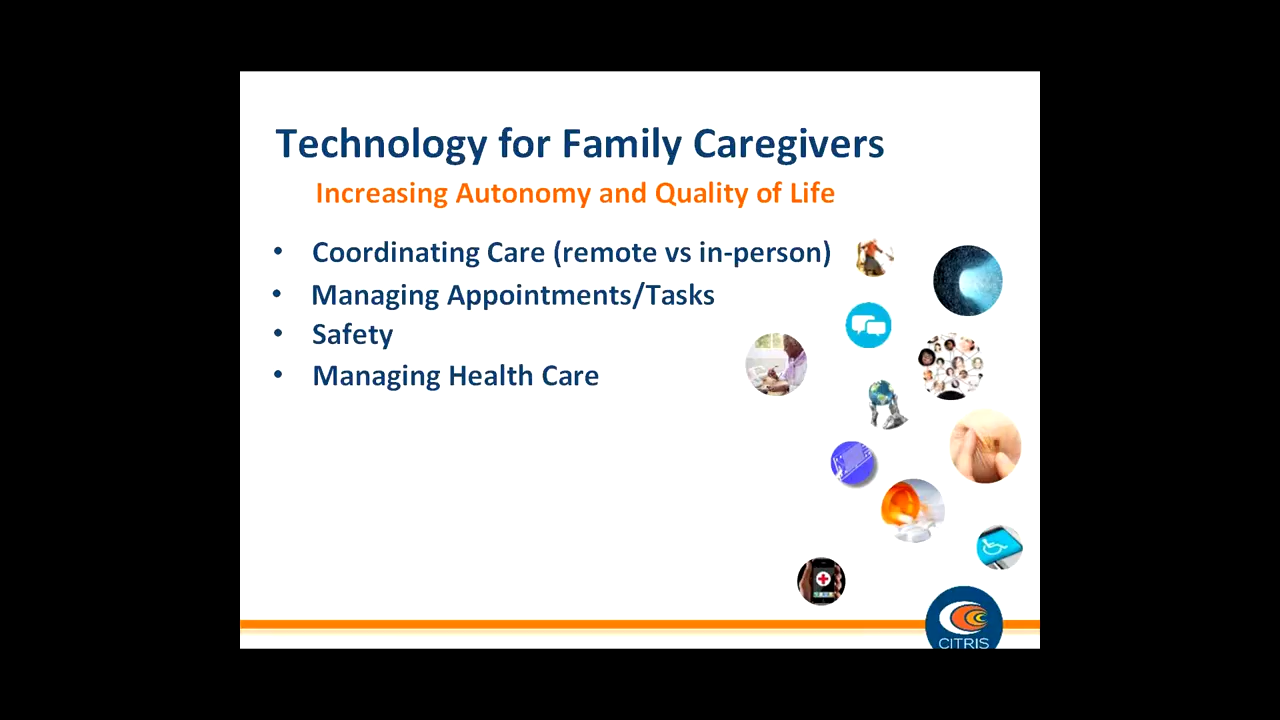 Technology for Family Caregivers
Increasing Autonomy and Quality of Life
• Coordinating Care (remote vs in-person)
• Managing Appointments/Tasks
• Safety
• Managing Health Care
CITRIS